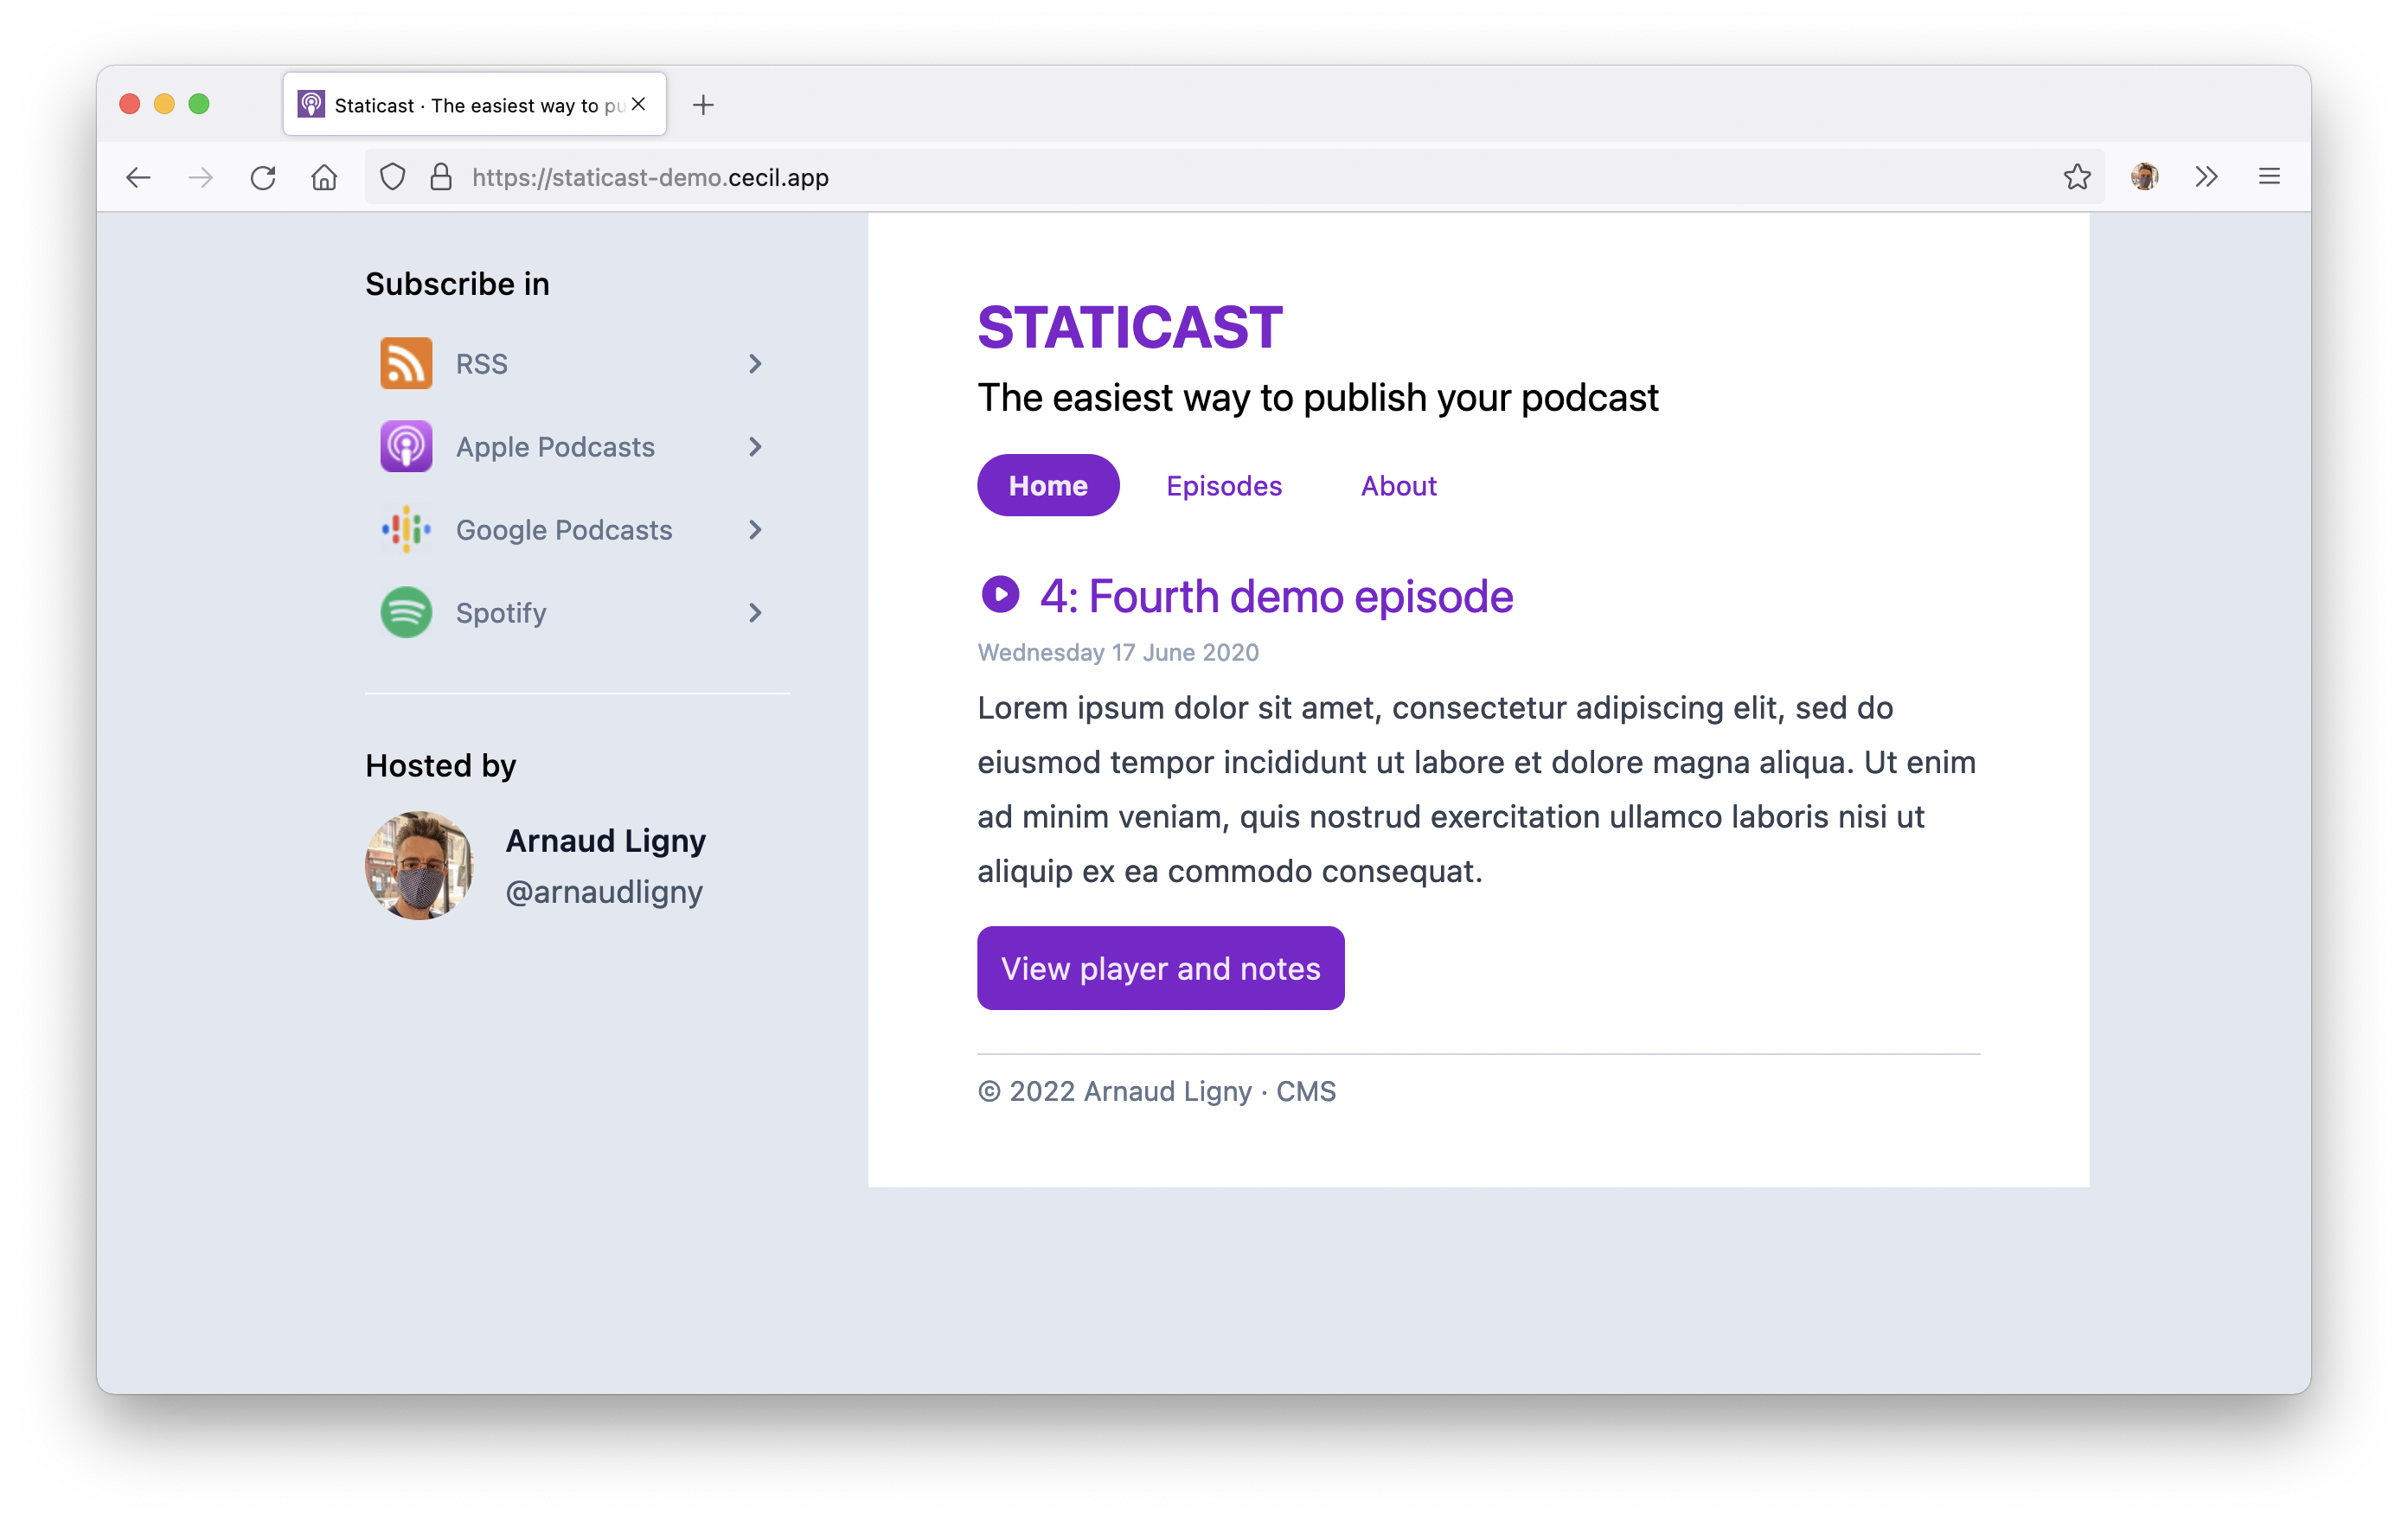 Staticast · The easiest way to pu
https://staticast-demo.cecil.app
Subscribe in
RSS
Apple Podcasts
Google Podcasts
Spotify
Hosted by
Arnaud Ligny
@arnaudligny
STATICAST
The easiest way to publish your podcast
Home Episodes About
4: Fourth demo episode
Wednesday 17 June 2020
Lorem ipsum dolor sit amet, consectetur adipiscing elit, sed do
eiusmod tempor incididunt ut labore et dolore magna aliqua. Ut enim
ad minim veniam, quis nostrud exercitation ullamco laboris nisi ut
aliquip ex ea commodo consequat.
View player and notes
© 2022 Arnaud Ligny · CMS